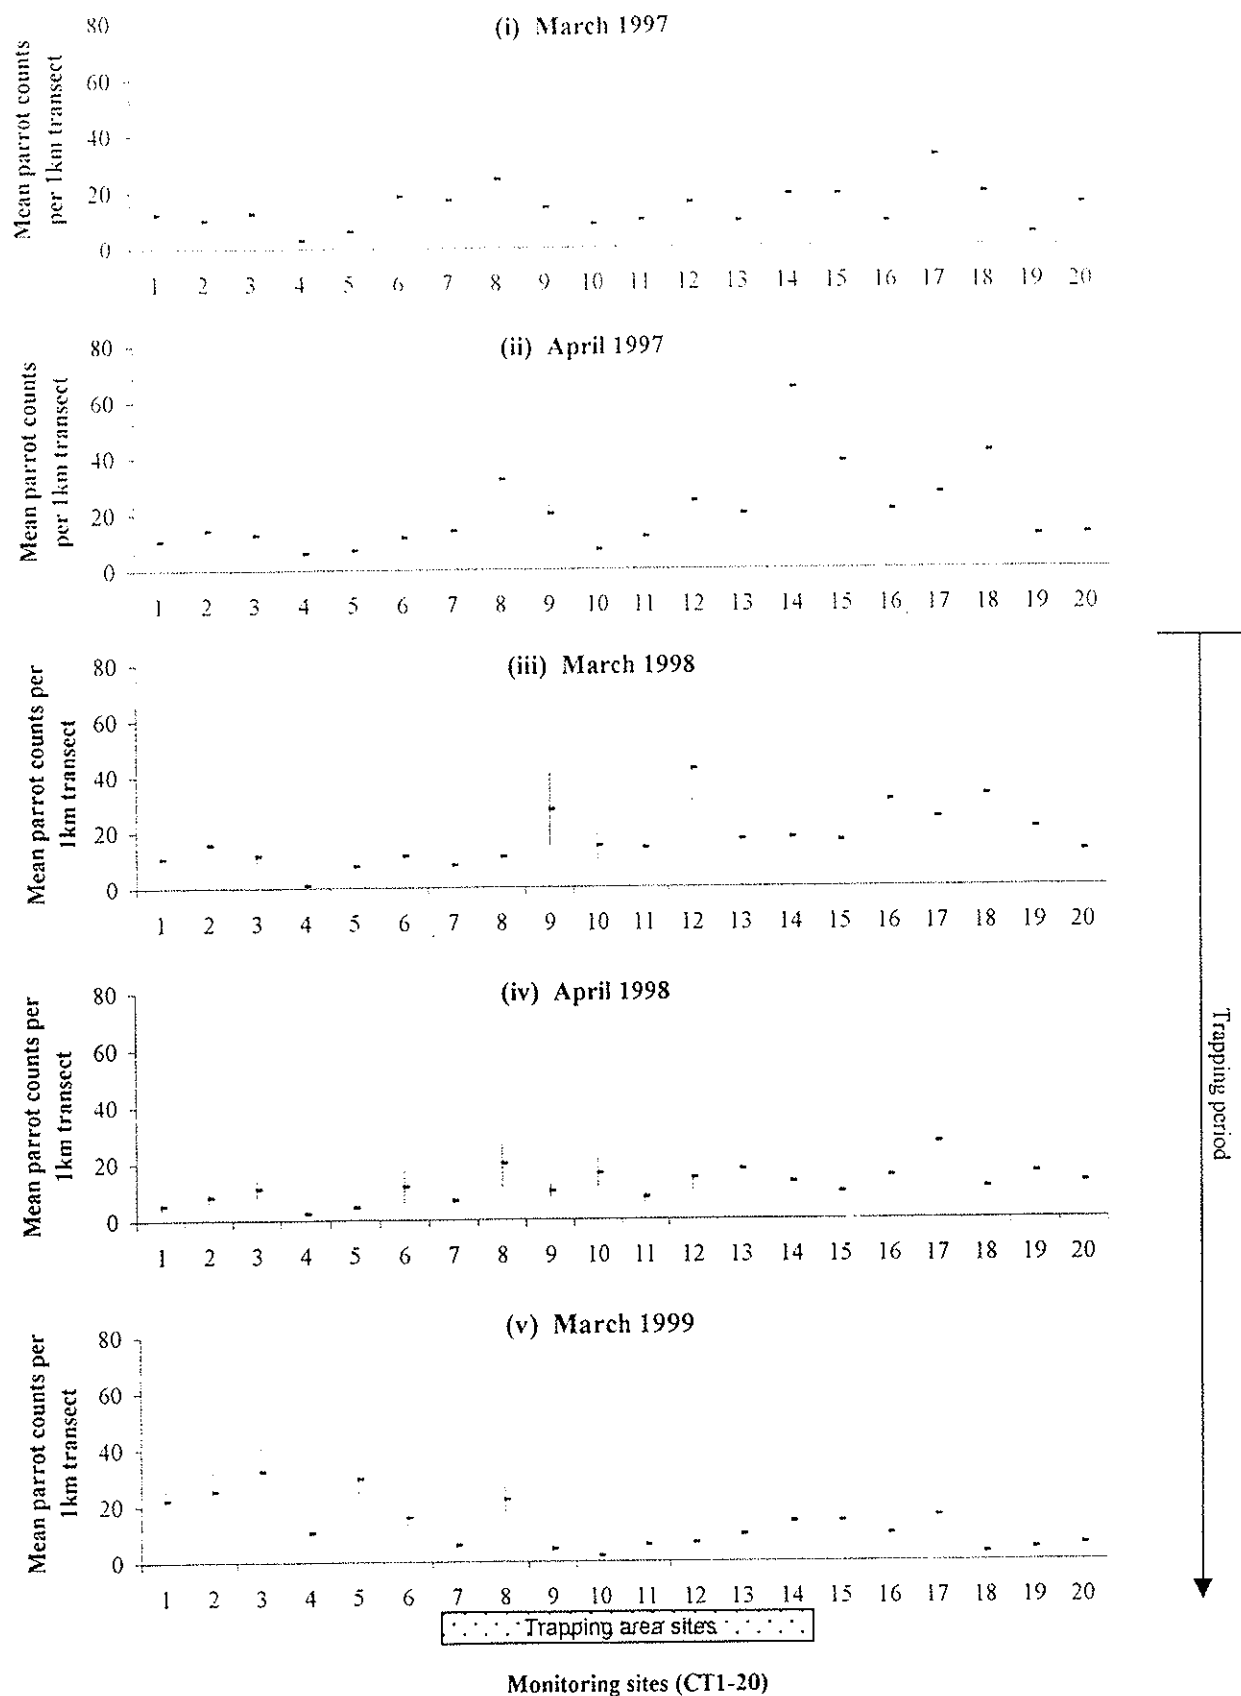 (i) March 1997
Mean parrot counts
per 1km transect
80
60
40
20
0
1 2 3 4 5 6 7 8 9 10 11 12 13 14 15 16 17 18 19 20
(ii) April 1997
Mean parrot counts
per 1km transect
80
60
40
20
0
1 2 3 4 5 6 7 8 9 10 11 12 13 14 15 16 17 18 19 20
(iii) March 1998
Mean parrot counts per
1km transect
80
60
40
20
0
1 2 3 4 5 6 7 8 9 10 11 12 13 14 15 16 17 18 19 20
(iv) April 1998
Mean parrot counts per
1km transect
80
60
40
20
0
1 2 3 4 5 6 7 8 9 10 11 12 13 14 15 16 17 18 19 20
(v) March 1999
Mean parrot counts per
1km transect
80
60
40
20
0
1 2 3 4 5 6 7 8 9 10 11 12 13 14 15 16 17 18 19 20
Trapping area sites
Monitoring sites (CT1-20)
Trapping period